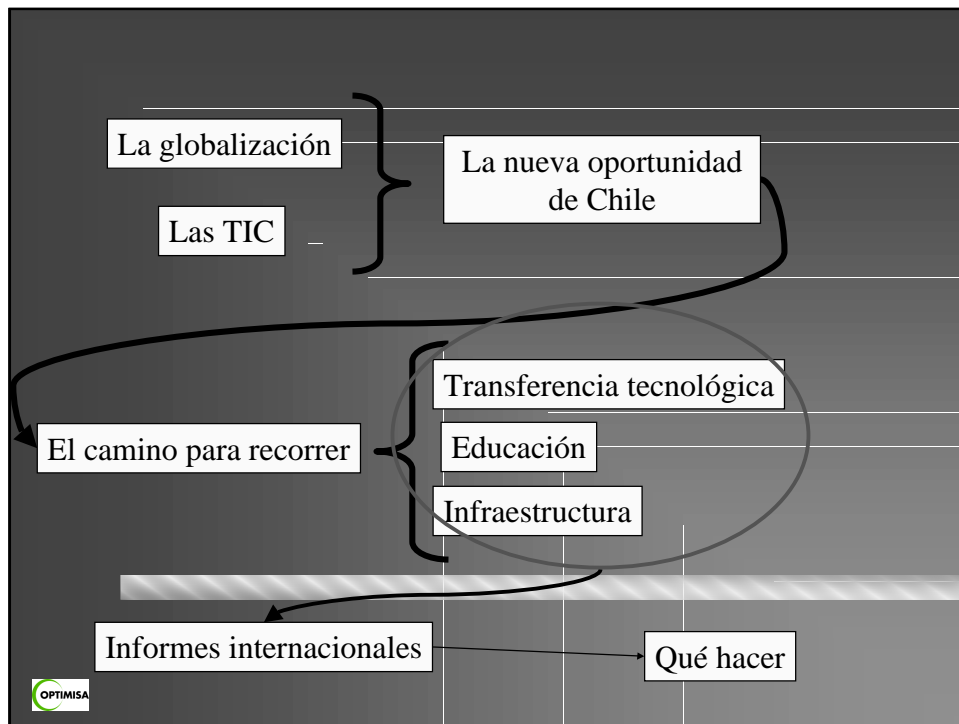 La globalización
Las TIC
La nueva oportunidad
de Chile
El camino para recorrer
Transferencia tecnológica
Educación
Infraestructura
Informes internacionales
Qué hacer
OPTIMISA